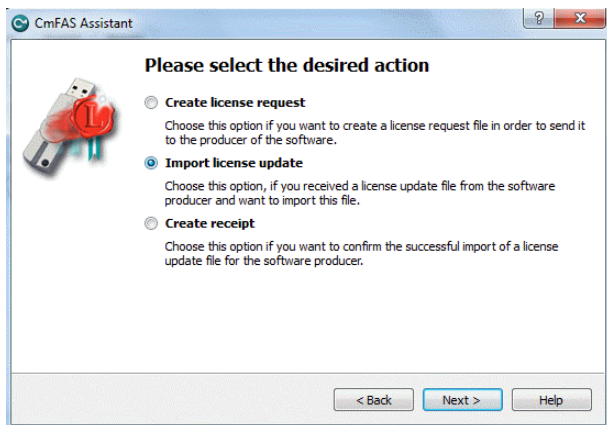 CmFAS Assistant
Please select the desired action
Create license request
Choose this option if you want to create a license request file in order to send it
to the producer of the software.
Import license update
Choose this option, if you received a license update file from the software
producer and want to import this file.
Create receipt
Choose this option if you want to confirm the successful import of a license
update file for the software producer.
< Back Next > Help